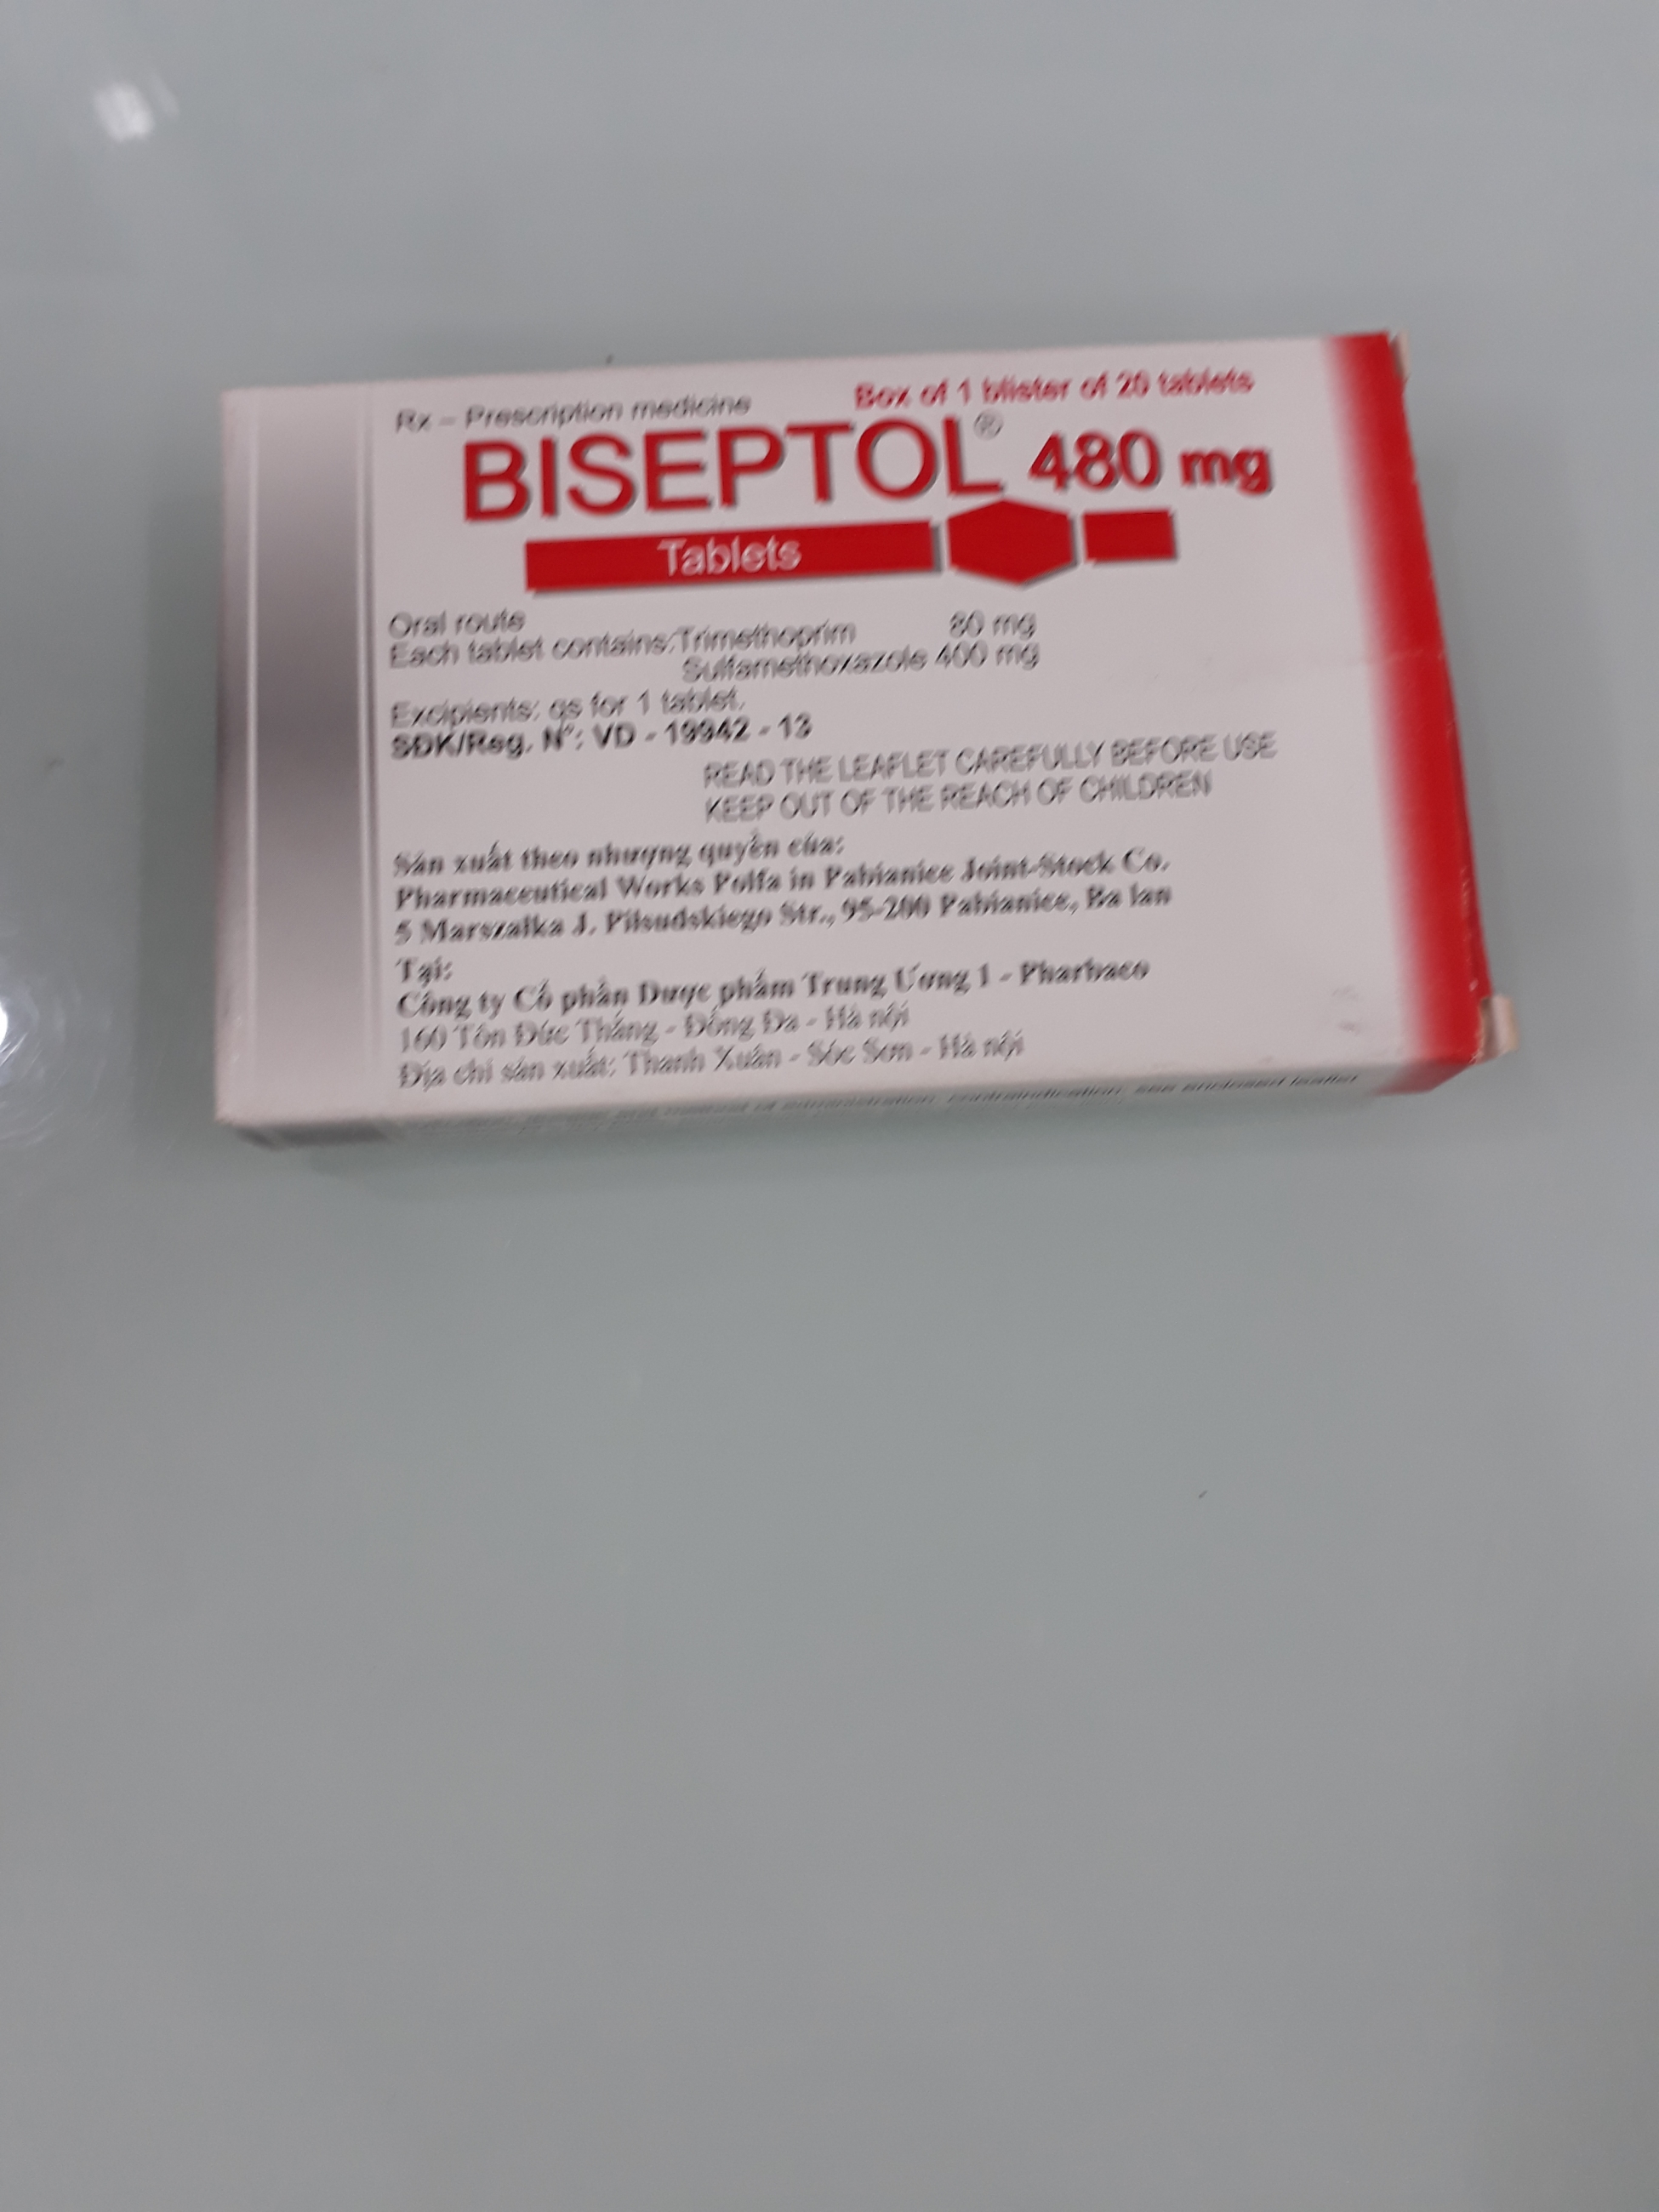 Rx – Prescription medicine
Box of 1 blister of 20 tablets
BISEPTOL® 480 mg
Tablets
Oral route
Each tablet contains: Trimethoprim 80 mg
Sulfamethoxazole 400 mg
Excipients: qs for 1 tablet.
SĐK/Reg. N°: VD - 19942 - 13
READ THE LEAFLET CAREFULLY BEFORE USE
KEEP OUT OF THE REACH OF CHILDREN
Sản xuất theo nhượng quyền của:
Pharmaceutical Works Polfa in Pabianice Joint-Stock Co.
5 Marszalka J. Pilsudskiego Str., 95-200 Pabianice, Ba lan
Tại:
Công ty Cổ phần Dược phẩm Trung Ương 1 - Pharbaco
160 Tôn Đức Thắng - Đống Đa - Hà nội
Địa chỉ sản xuất: Thanh Xuân - Sóc Sơn - Hà nội